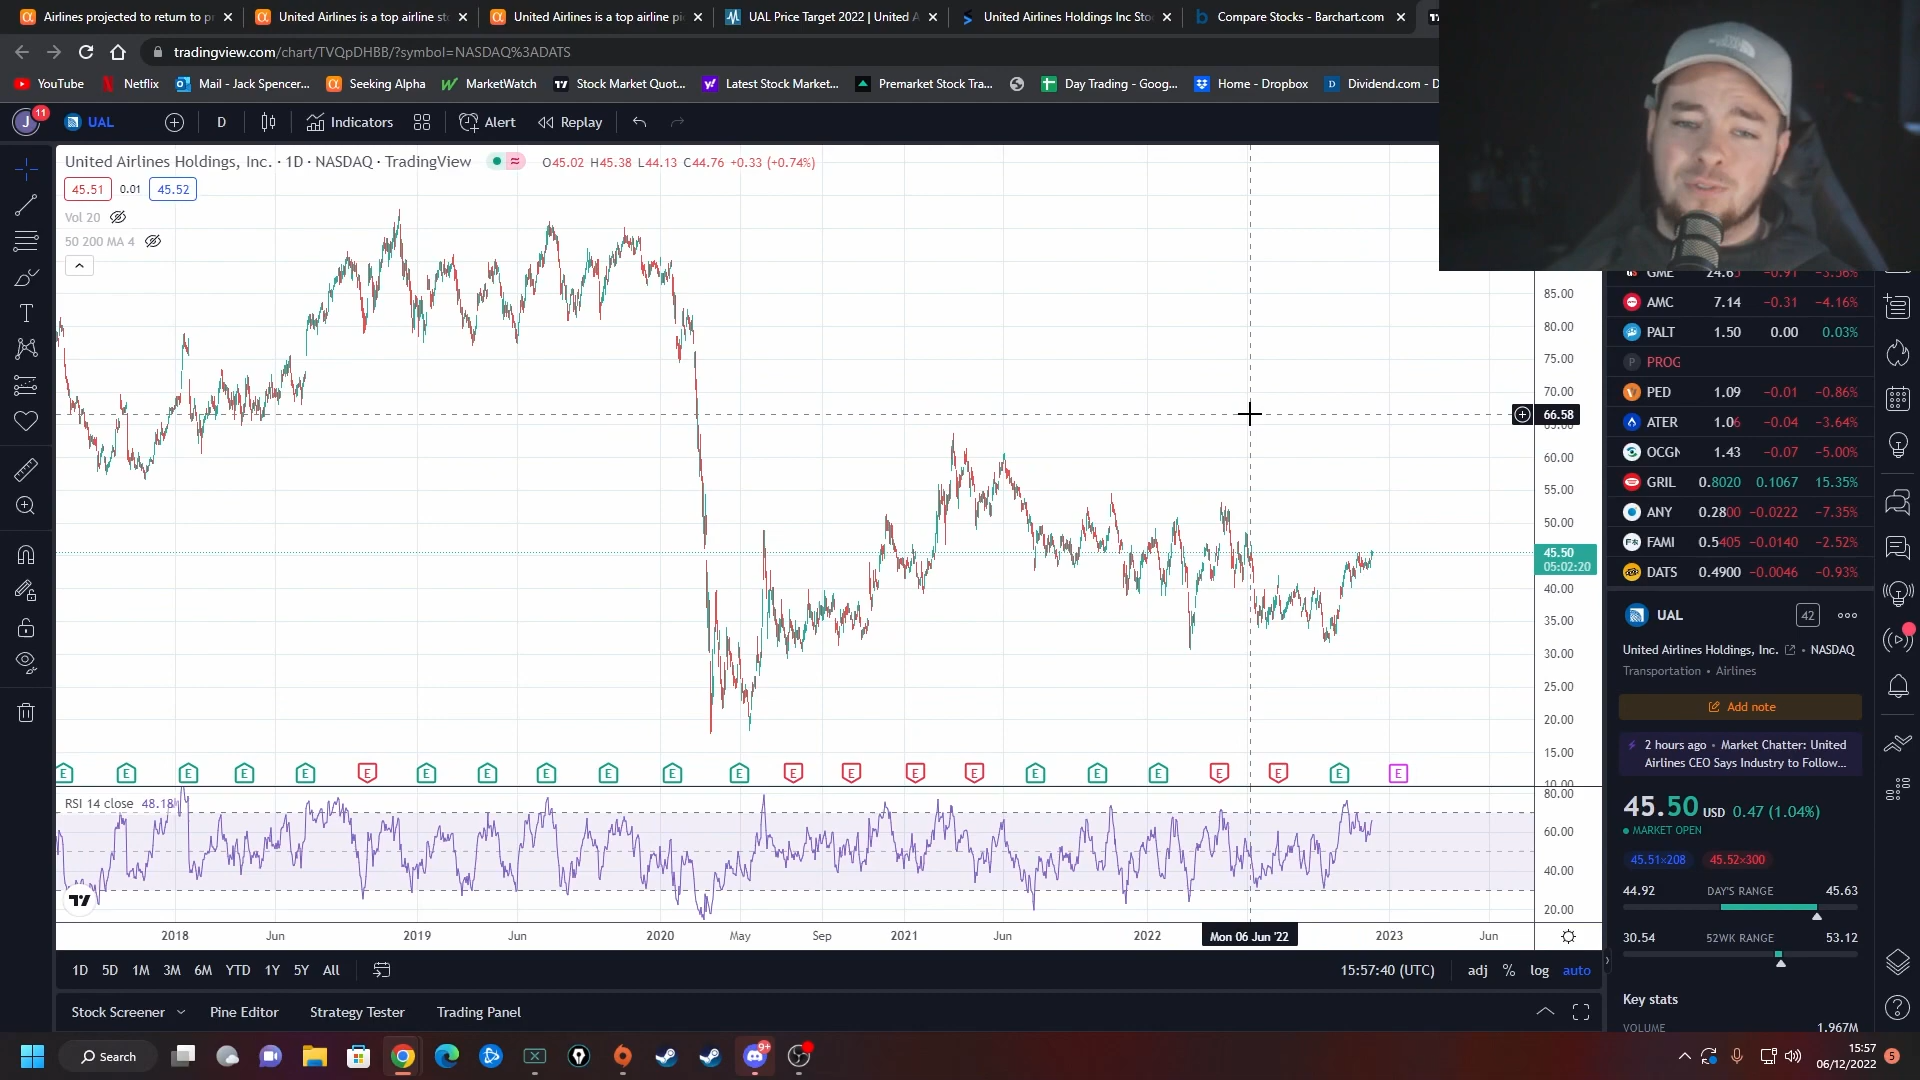 Airlines projected to return to p
United Airlines is a top airline st
United Airlines is a top airline pi
UAL Price Target 2022 | United A
United Airlines Holdings Inc Sto
Compare Stocks - Barchart.com
tradingview.com/chart/TVQpDHBB/?symbol=NASDAQ%3ADATS
YouTube
Netflix
Mail - Jack Spencer...
Seeking Alpha
MarketWatch
Stock Market Quot...
Latest Stock Market...
Premarket Stock Tra...
Day Trading - Goog...
Home - Dropbox
Dividend.com - D
J
11
UAL
D
Indicators
Alert
Replay
United Airlines Holdings, Inc. · 1D · NASDAQ · TradingView
O45.02 H45.38 L44.13 C44.76 +0.33 (+0.74%)
45.51
0.01
45.52
Vol 20
50 200 MA 4
85.00
80.00
75.00
70.00
66.58
65.00
60.00
55.00
50.00
45.50
05:02:20
40.00
35.00
30.00
25.00
20.00
15.00
10.00
E E E E E E E E E E E E E E E E E E E E E E E
RSI 14 close 48.18
80.00
60.00
40.00
20.00
2018
Jun
2019
Jun
2020
May
Sep
2021
Jun
2022
Mon 06 Jun '22
2023
Jun
1D 5D 1M 3M 6M YTD 1Y 5Y All
15:57:40 (UTC)
adj % log auto
Stock Screener
Pine Editor
Strategy Tester
Trading Panel
GME 24.65 −0.91 −3.56%
AMC 7.14 −0.31 −4.16%
PALT 1.50 0.00 0.03%
P PROG
PED 1.09 −0.01 −0.86%
ATER 1.06 −0.04 −3.64%
OCGN 1.43 −0.07 −5.00%
GRIL 0.8020 0.1067 15.35%
ANY 0.2800 −0.0222 −7.35%
FAMI 0.5405 −0.0140 −2.52%
DATS 0.4900 −0.0046 −0.93%
UAL
42
United Airlines Holdings, Inc. • NASDAQ
Transportation • Airlines
Add note
2 hours ago • Market Chatter: United
Airlines CEO Says Industry to Follow...
45.50 USD 0.47 (1.04%)
MARKET OPEN
45.51×208
45.52×300
44.92 DAY'S RANGE 45.63
30.54 52WK RANGE 53.12
Key stats
VOLUME 1.967M
Search
9+
15:57
06/12/2022
5